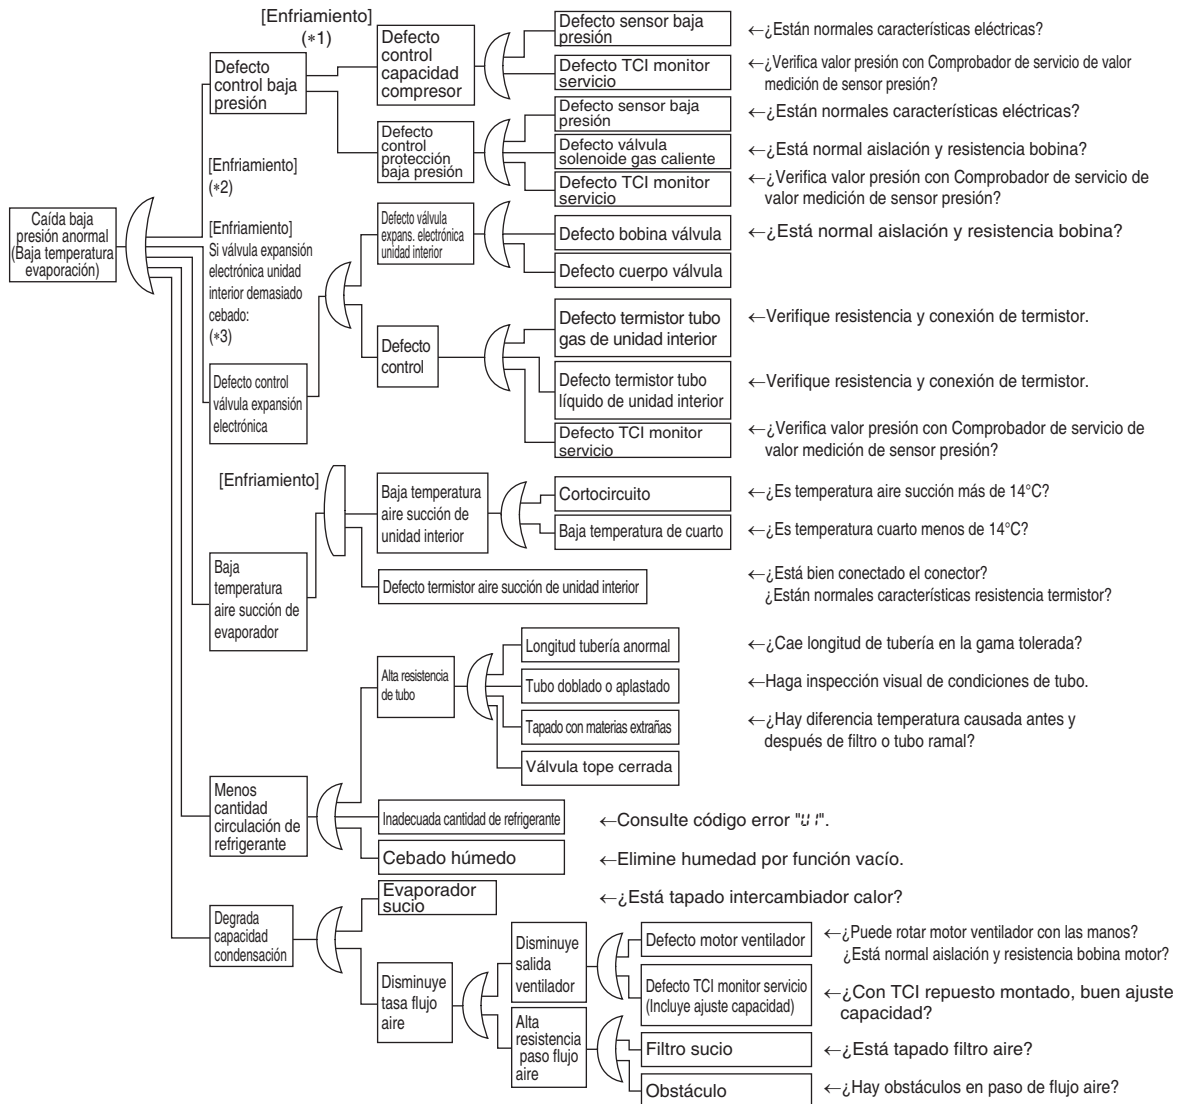 Caída baja
presión anormal
(Baja temperatura
evaporación)
[Enfriamiento]
(*1)
Defecto
control baja
presión
Defecto
control
capacidad
compresor
Defecto sensor baja
presión
←¿Están normales características eléctricas?
Defecto TCI monitor
servicio
←¿Verifica valor presión con Comprobador de servicio de valor
medición de sensor presión?
Defecto
control
protección
baja presión
Defecto sensor baja
presión
←¿Están normales características eléctricas?
Defecto válvula
solenoide gas caliente
←¿Está normal aislación y resistencia bobina?
Defecto TCI monitor
servicio
←¿Verifica valor presión con Comprobador de servicio de
valor medición de sensor presión?
[Enfriamiento]
(*2)
[Enfriamiento]
Si válvula expansión
electrónica unidad
interior demasiado
cebado:
(*3)
Defecto control
válvula expansión
electrónica
Defecto válvula
expans. electrónica
unidad interior
Defecto bobina válvula
←¿Está normal aislación y resistencia bobina?
Defecto cuerpo válvula
Defecto
control
Defecto termistor tubo
gas de unidad interior
←Verifique resistencia y conexión de termistor.
Defecto termistor tubo
líquido de unidad interior
←Verifique resistencia y conexión de termistor.
Defecto TCI monitor
servicio
←¿Verifica valor presión con Comprobador de servicio de
valor medición de sensor presión?
[Enfriamiento]
Baja
temperatura
aire succión de
evaporador
Baja temperatura
aire succión de
unidad interior
Cortocircuito
←¿Es temperatura aire succión más de 14°C?
Baja temperatura de cuarto
←¿Es temperatura cuarto menos de 14°C?
Defecto termistor aire succión de unidad interior
←¿Está bien conectado el conector?
¿Están normales características resistencia termistor?
Menos
cantidad
circulación de
refrigerante
Alta resistencia
de tubo
Longitud tubería anormal
←¿Cae longitud de tubería en la gama tolerada?
Tubo doblado o aplastado
←Haga inspección visual de condiciones de tubo.
Tapado con materias extrañas
←¿Hay diferencia temperatura causada antes y
después de filtro o tubo ramal?
Válvula tope cerrada
Inadecuada cantidad de refrigerante
←Consulte código error "U1".
Cebado húmedo
←Elimine humedad por función vacío.
Degrada
capacidad
condensación
Evaporador
sucio
←¿Está tapado intercambiador calor?
Disminuye
tasa flujo
aire
Disminuye
salida
ventilador
Defecto motor ventilador
←¿Puede rotar motor ventilador con las manos?
¿Está normal aislación y resistencia bobina motor?
Defecto TCI monitor servicio
(Incluye ajuste capacidad)
←¿Con TCI repuesto montado, buen ajuste
capacidad?
Alta
resistencia
paso flujo
aire
Filtro sucio
←¿Está tapado filtro aire?
Obstáculo
←¿Hay obstáculos en paso de flujo aire?